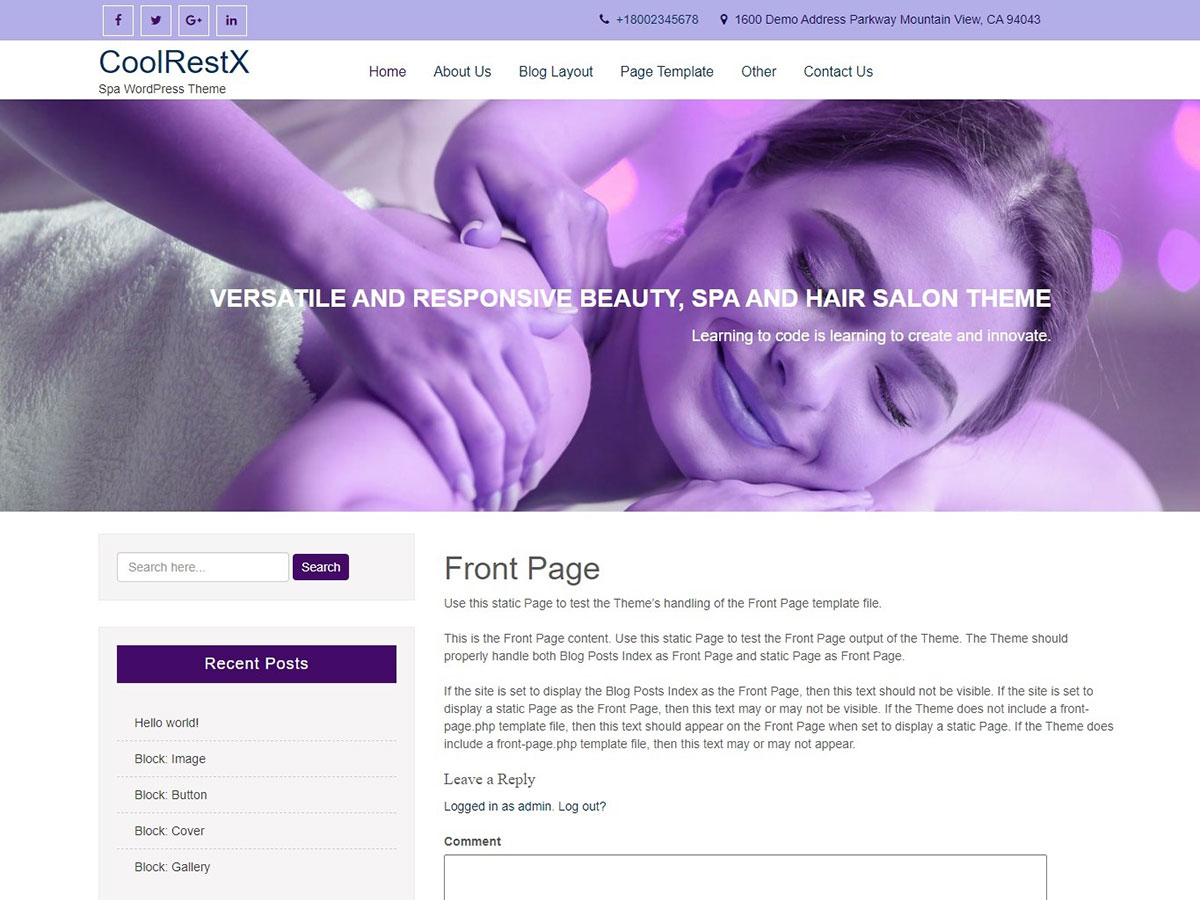 +18002345678 1600 Demo Address Parkway Mountain View, CA 94043
CoolRestX
Spa WordPress Theme
Home About Us Blog Layout Page Template Other Contact Us
VERSATILE AND RESPONSIVE BEAUTY, SPA AND HAIR SALON THEME
Learning to code is learning to create and innovate.
Search here... Search
Recent Posts
Hello world!
Block: Image
Block: Button
Block: Cover
Block: Gallery
Front Page
Use this static Page to test the Theme's handling of the Front Page template file.
This is the Front Page content. Use this static Page to test the Front Page output of the Theme. The Theme should
properly handle both Blog Posts Index as Front Page and static Page as Front Page.
If the site is set to display the Blog Posts Index as the Front Page, then this text should not be visible. If the site is set to
display a static Page as the Front Page, then this text may or may not be visible. If the Theme does not include a front-
page.php template file, then this text should appear on the Front Page when set to display a static Page. If the Theme does
include a front-page.php template file, then this text may or may not appear.
Leave a Reply
Logged in as admin. Log out?
Comment